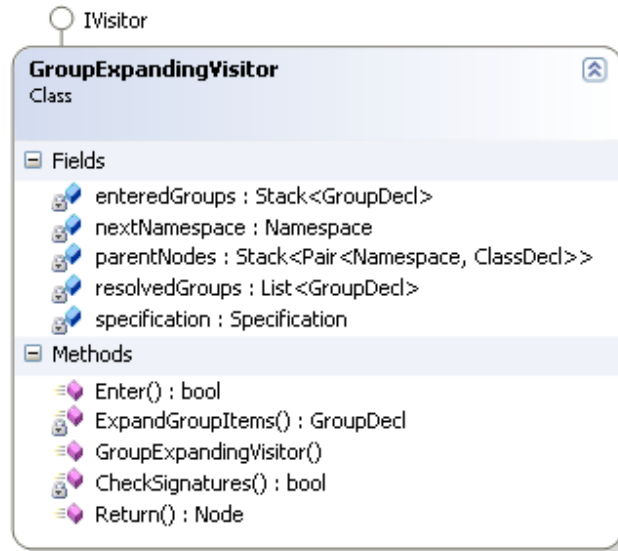 IVisitor
GroupExpandingVisitor
Class
Fields
enteredGroups : Stack<GroupDecl>
nextNamespace : Namespace
parentNodes : Stack<Pair<Namespace, ClassDecl>>
resolvedGroups : List<GroupDecl>
specification : Specification
Methods
Enter() : bool
ExpandGroupItems() : GroupDecl
GroupExpandingVisitor()
CheckSignatures() : bool
Return() : Node